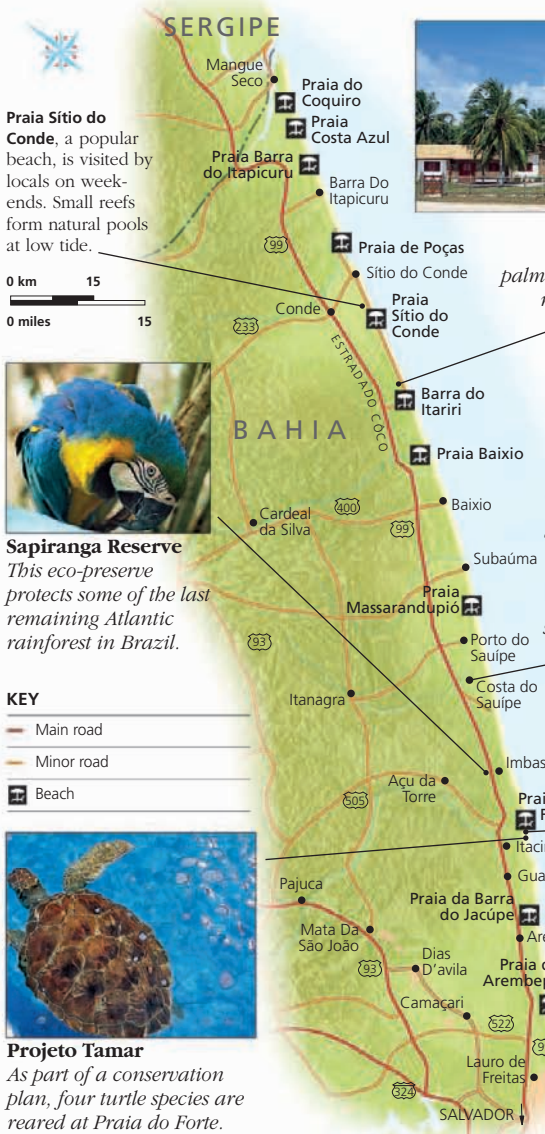 SERGIPE
Mangue
Seco
Praia do
Coquiro
Praia
Costa Azul
Praia Sítio do
Conde, a popular
beach, is visited by
locals on week-
ends. Small reefs
form natural pools
at low tide.
Praia Barra
do Itapicuru
Barra Do
Itapicuru
99
Praia de Poças
Sítio do Conde
0 km 15
0 miles 15
Conde
Praia
Sítio do
Conde
233
ESTRADA DO COCO
BAHIA
Barra do
Itariri
Praia Baixio
400
Baixio
Cardeal
da Silva
99
Sapiranga Reserve
This eco-preserve
protects some of the last
remaining Atlantic
rainforest in Brazil.
Subaúma
Praia
Massarandupió
93
Porto do
Sauípe
Costa do
Sauípe
Itanagra
KEY
Main road
Minor road
Beach
Açu da
Torre
505
Pajuca
Praia da Barra
do Jacúpe
Mata Da
São João
93
Dias
D'avila
Camaçari
522
Lauro de
Freitas
324
SALVADOR
Projeto Tamar
As part of a conservation
plan, four turtle species are
reared at Praia do Forte.